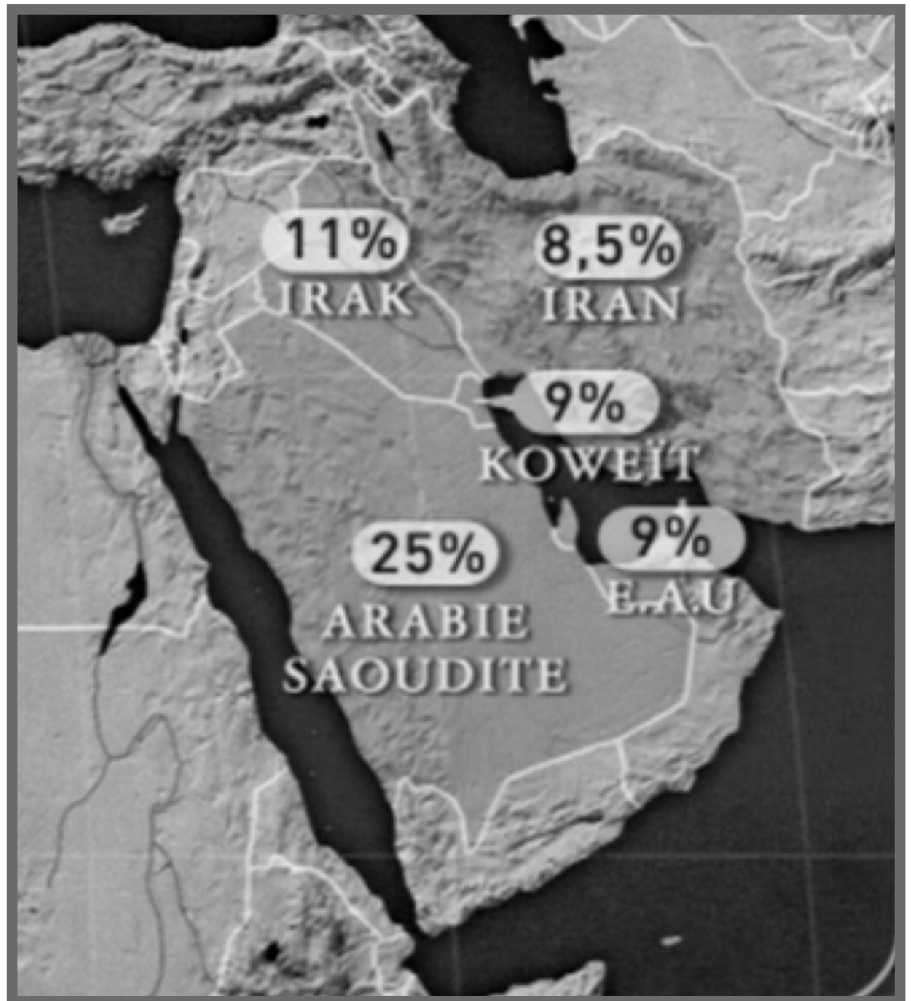 11%
IRAK
8,5%
IRAN
9%
KOWEÏT
9%
E.A.U
25%
ARABIE
SAOUDITE